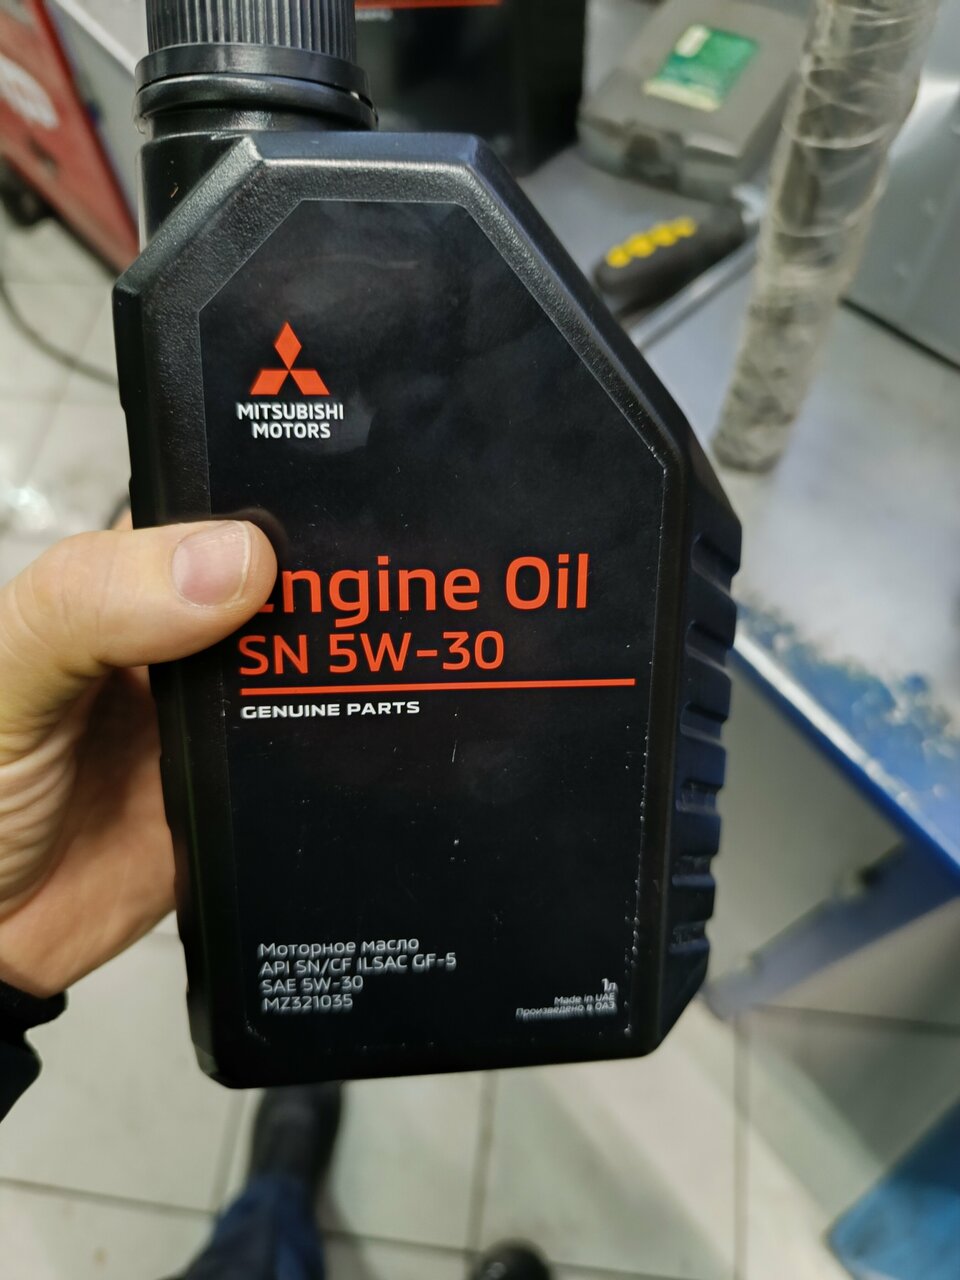 MITSUBISHI
MOTORS
Engine Oil
SN 5W-30
GENUINE PARTS
Моторное масло
API SN/CF ILSAC GF-5
SAE 5W-30
MZ321035
1л
Made in UAE
Произведено в ОАЭ